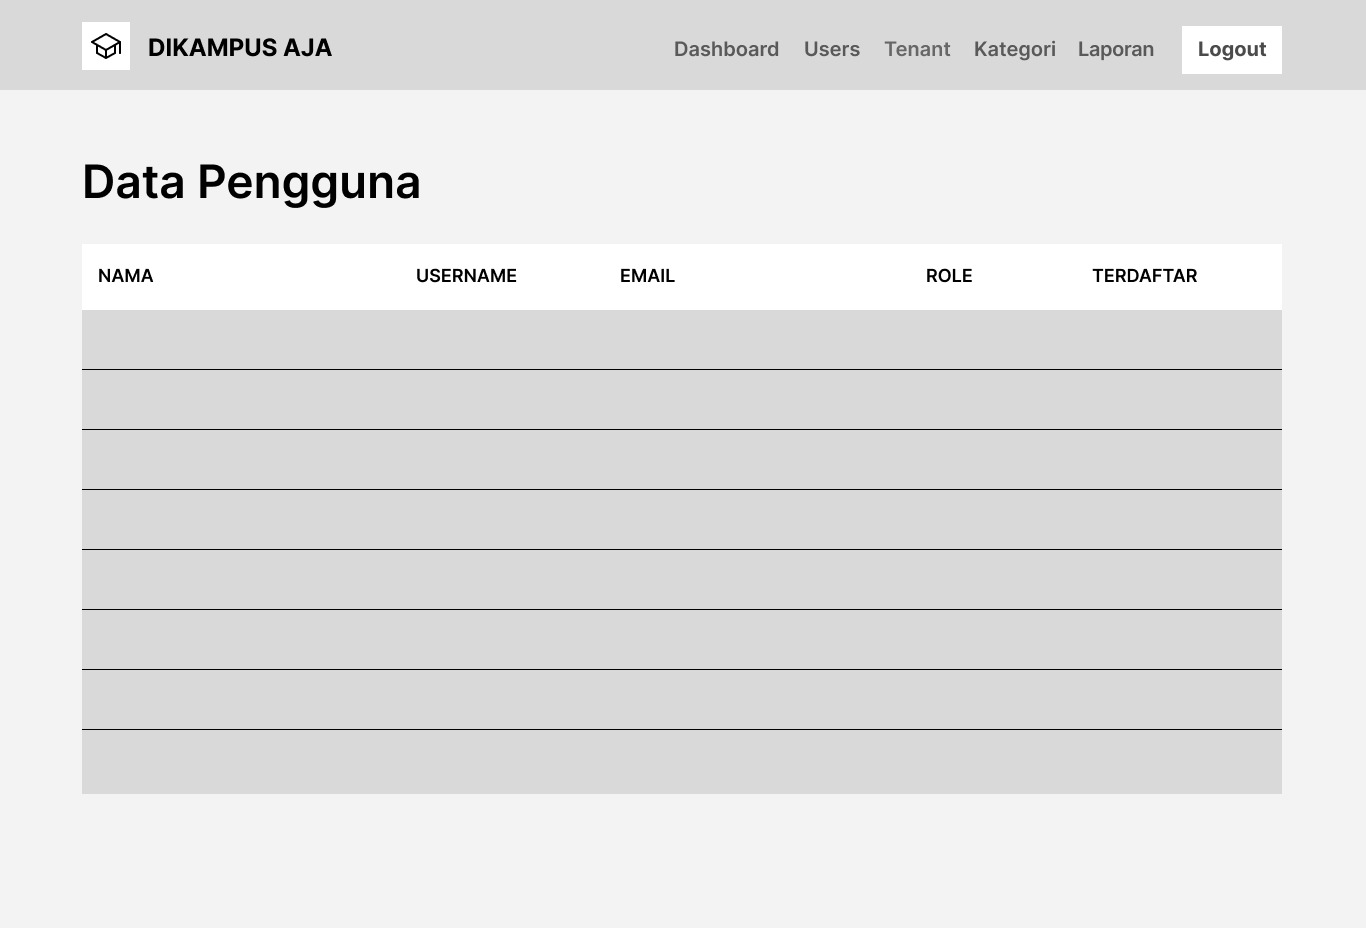 DIKAMPUS AJA
Dashboard Users Tenant Kategori Laporan Logout
Data Pengguna
NAMA USERNAME EMAIL ROLE TERDAFTAR